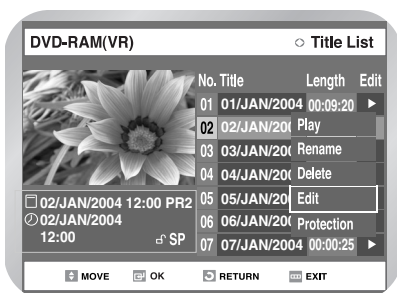 DVD-RAM(VR) Title List
No. Title Length Edit
01 01/JAN/2004 00:09:20
02 02/JAN/200 Play
03 03/JAN/200 Rename
04 04/JAN/200 Delete
05 05/JAN/200 Edit
06 06/JAN/200 Protection
07 07/JAN/2004 00:00:25
02/JAN/2004 12:00 PR2
02/JAN/2004
12:00 SP
MOVE OK RETURN EXIT